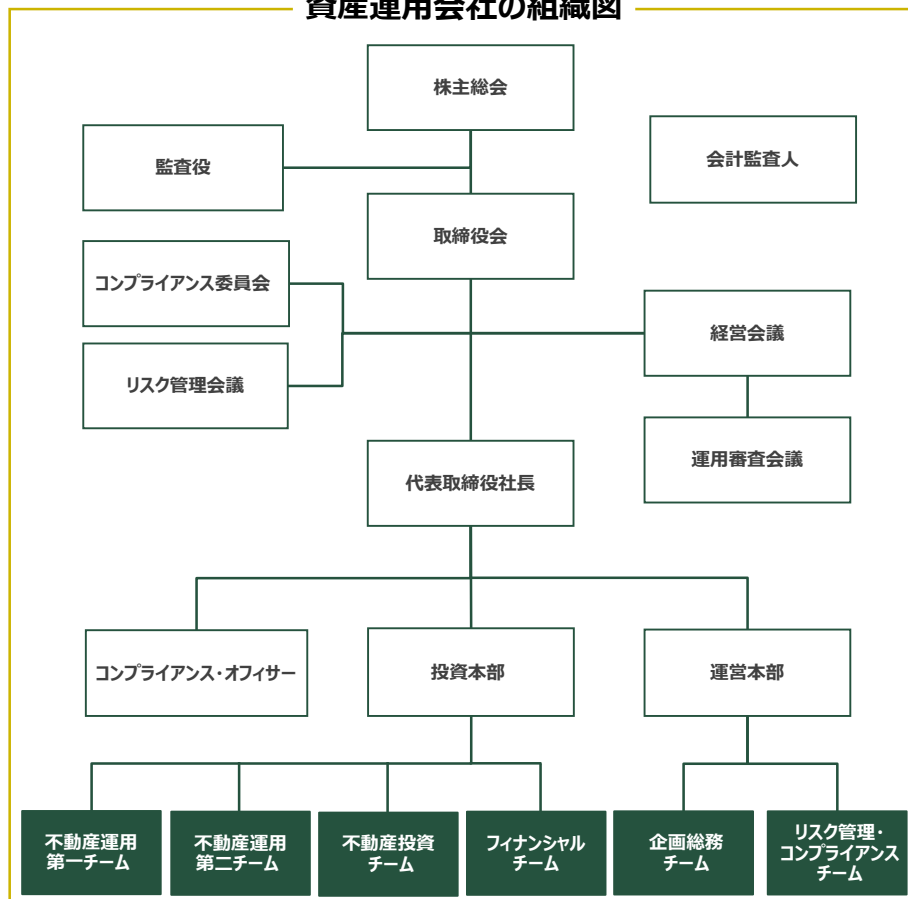 資産運用会社の組織図
株主総会
監査役
会計監査人
取締役会
コンプライアンス委員会
経営会議
リスク管理会議
運用審査会議
代表取締役社長
コンプライアンス・オフィサー
投資本部
運営本部
不動産運用
第一チーム
不動産運用
第二チーム
不動産投資
チーム
フィナンシャル
チーム
企画総務
チーム
リスク管理・
コンプライアンス
チーム